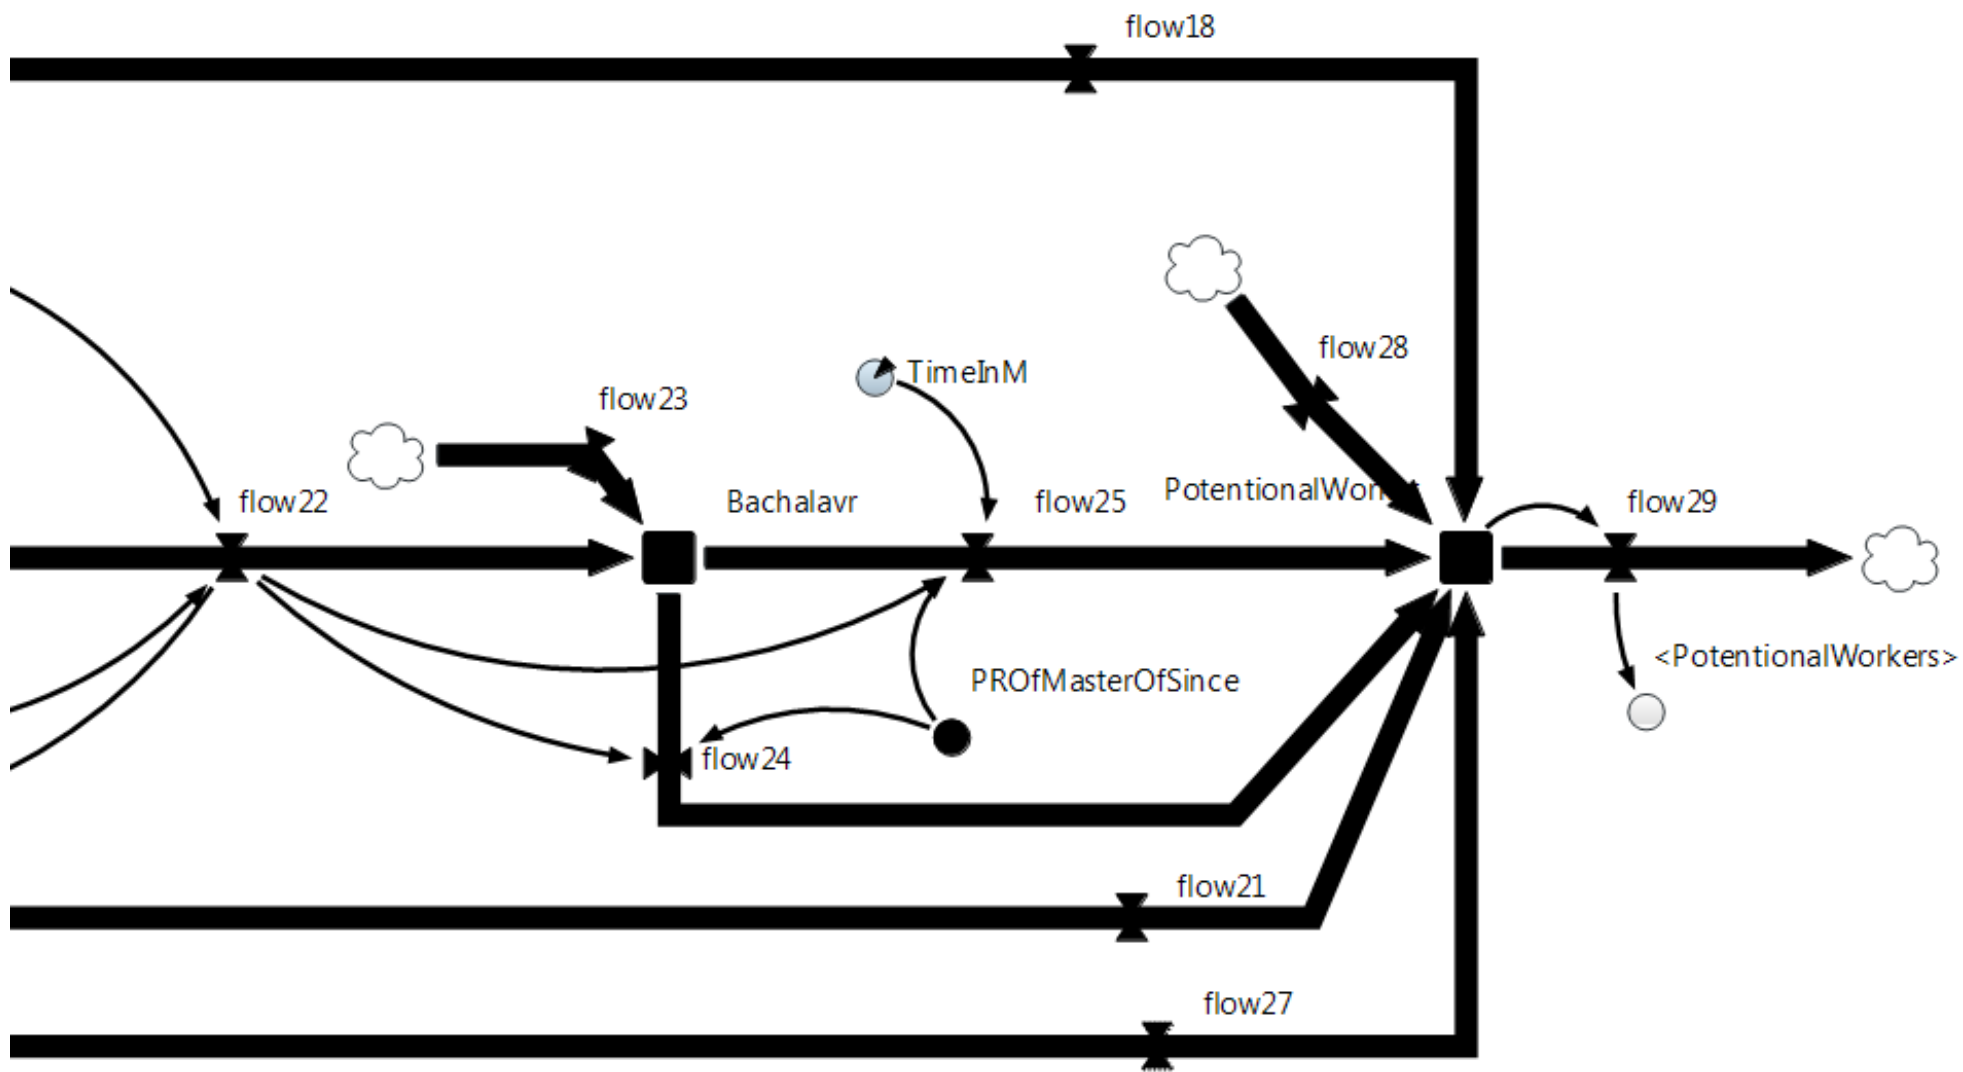 flow18
flow28
TimeInM
flow23
PotentionalWor
flow22
Bachalavr
flow25
flow29
<PotentionalWorkers>
PROfMasterOfSince
flow24
flow21
flow27